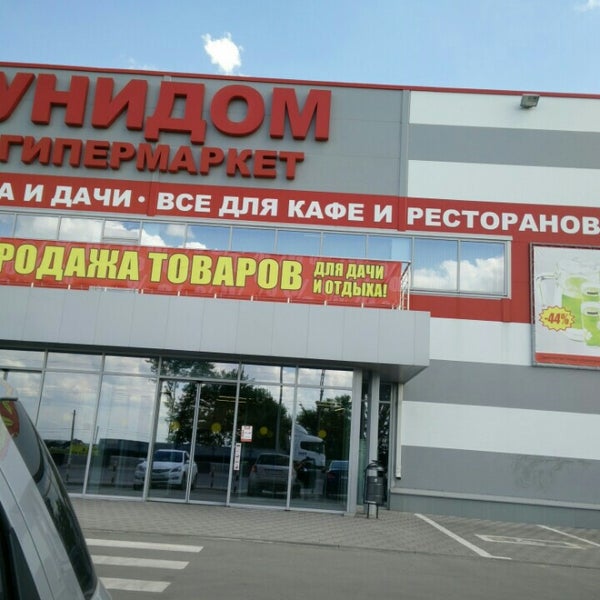 УНИДОМ
ГИПЕРМАРКЕТ
А И ДАЧИ · ВСЕ ДЛЯ КАФЕ И РЕСТОРАНОВ
РОДАЖА ТОВАРОВ ДЛЯ ДАЧИ
И ОТДЫХА!
-44%